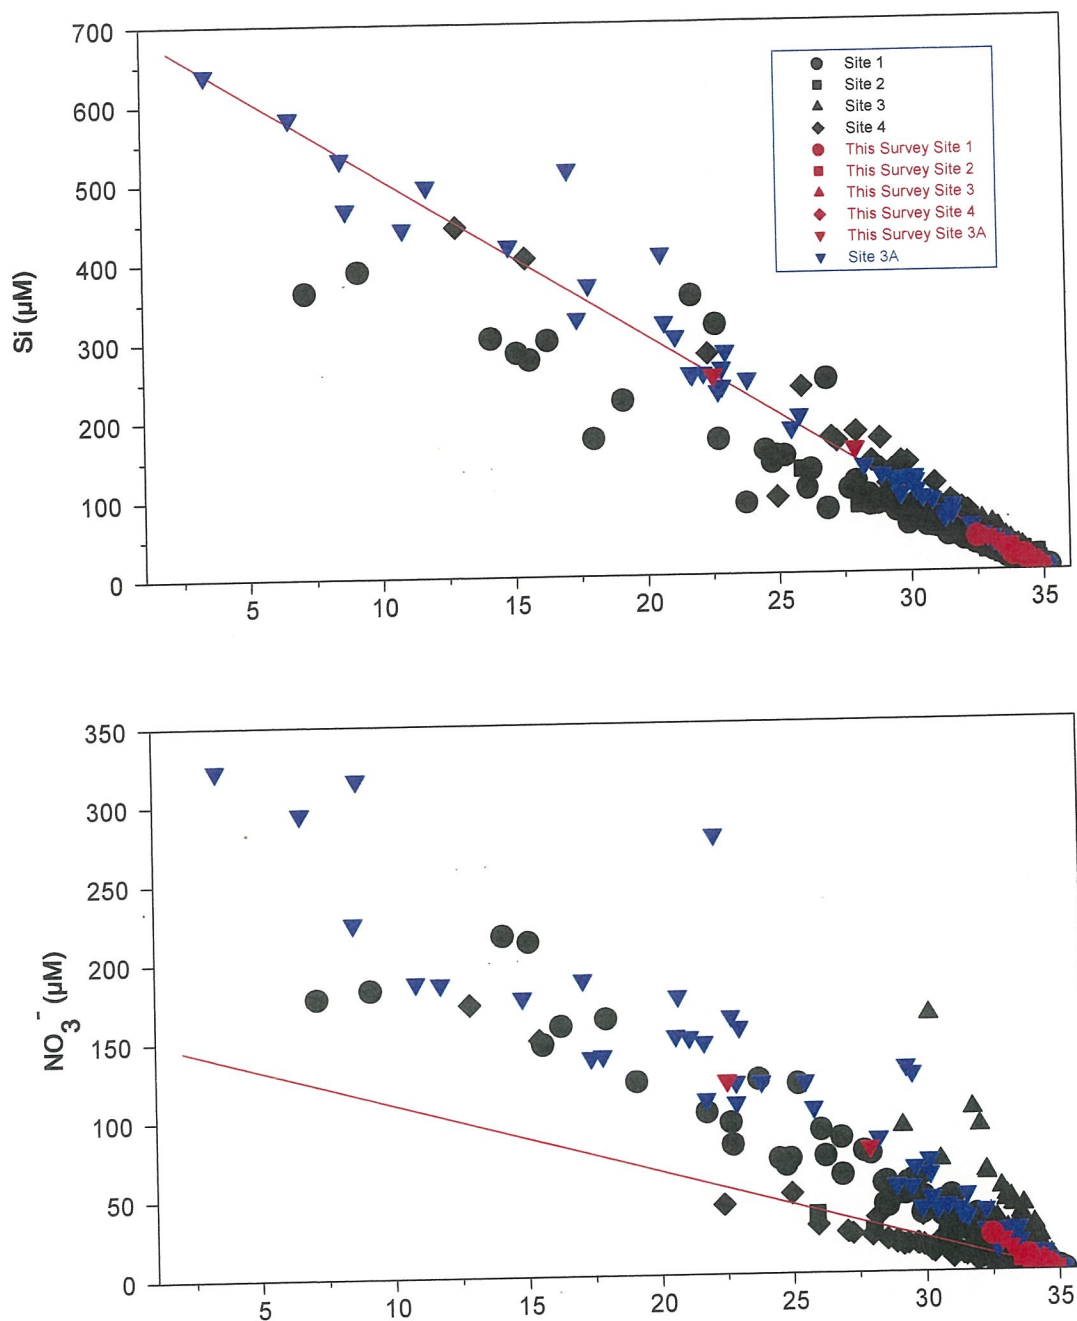 700
600
500
400
300
200
100
0
Si (µM)
5
10
15
20
25
30
35
Site 1
Site 2
Site 3
Site 4
This Survey Site 1
This Survey Site 2
This Survey Site 3
This Survey Site 4
This Survey Site 3A
Site 3A
350
300
250
200
150
100
50
0
NO3⁻ (µM)
5
10
15
20
25
30
35